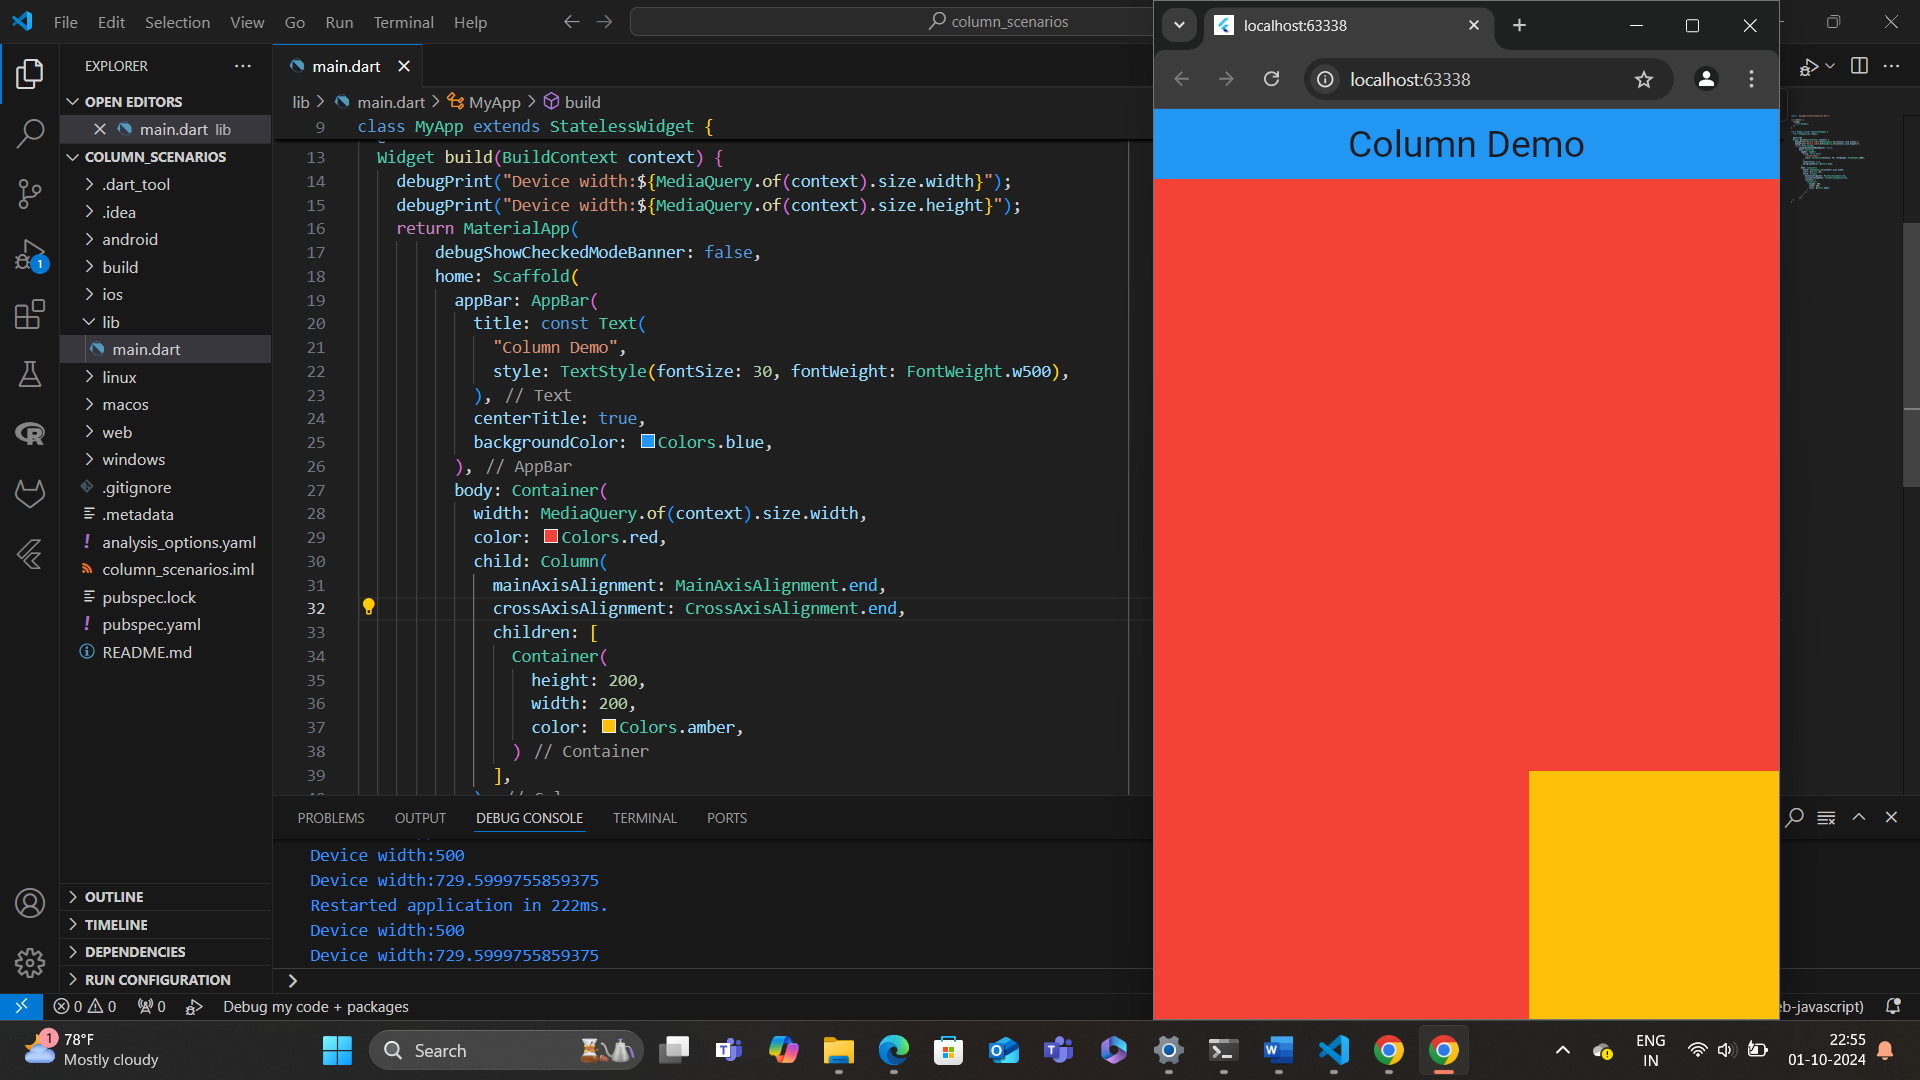 File Edit Selection View Go Run Terminal Help
column_scenarios
EXPLORER
OPEN EDITORS
main.dart lib
COLUMN_SCENARIOS
.dart_tool
.idea
android
build
ios
lib
main.dart
linux
macos
web
windows
.gitignore
.metadata
analysis_options.yaml
column_scenarios.iml
pubspec.lock
pubspec.yaml
README.md
OUTLINE
TIMELINE
DEPENDENCIES
RUN CONFIGURATION
main.dart
lib > main.dart > MyApp > build
9 class MyApp extends StatelessWidget {
13 Widget build(BuildContext context) {
14 debugPrint("Device width:${MediaQuery.of(context).size.width}");
15 debugPrint("Device width:${MediaQuery.of(context).size.height}");
16 return MaterialApp(
17 debugShowCheckedModeBanner: false,
18 home: Scaffold(
19 appBar: AppBar(
20 title: const Text(
21 "Column Demo",
22 style: TextStyle(fontSize: 30, fontWeight: FontWeight.w500),
23 ), // Text
24 centerTitle: true,
25 backgroundColor: Colors.blue,
26 ), // AppBar
27 body: Container(
28 width: MediaQuery.of(context).size.width,
29 color: Colors.red,
30 child: Column(
31 mainAxisAlignment: MainAxisAlignment.end,
32 crossAxisAlignment: CrossAxisAlignment.end,
33 children: [
34 Container(
35 height: 200,
36 width: 200,
37 color: Colors.amber,
38 ) // Container
39 ],
PROBLEMS OUTPUT DEBUG CONSOLE TERMINAL PORTS
Device width:500
Device width:729.5999755859375
Restarted application in 222ms.
Device width:500
Device width:729.5999755859375
localhost:63338
localhost:63338
Column Demo
1
0 0 0 Debug my code + packages
eb-javascript)
1
78°F
Mostly cloudy
Search
ENG
IN
22:55
01-10-2024